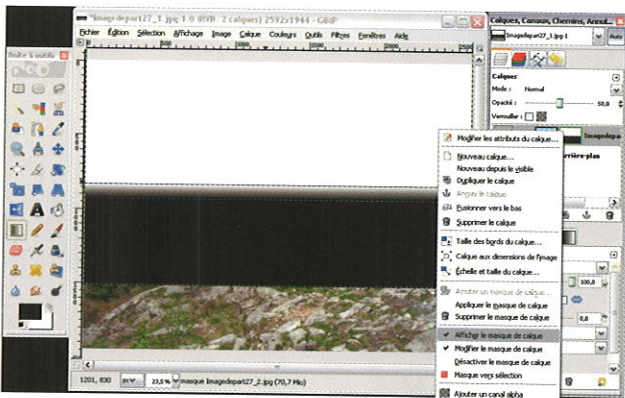 *Imagedepart27_1.jpg-1.0 (RVB, 2 calques) 2592x1944 - GIMP
Fichier Édition Sélection Affichage Image Calque Couleurs Outils Filtres Fenêtres Aide
Boîte à outils
1201, 830 px 23,5% masque Imagedepart27_2.jpg (70,7 Mio)
Calques, Canaux, Chemins, Annul...
Imagedepart27_1.jpg-1 Auto
Calques
Mode : Normal
Opacité : 50,0
Verrouiller :
Imagedepar
rrière-plan
Modifier les attributs du calque...
Nouveau calque...
Nouveau depuis le visible
Dupliquer le calque
Ancrer le calque
Fusionner vers le bas
Supprimer le calque
Taille des bords du calque...
Calque aux dimensions de l'image
Échelle et taille du calque...
Ajouter un masque de calque...
Appliquer le masque de calque
Supprimer le masque de calque
Afficher le masque de calque
Modifier le masque de calque
Désactiver le masque de calque
Masque vers sélection
Ajouter un canal alpha
100,0
0,0